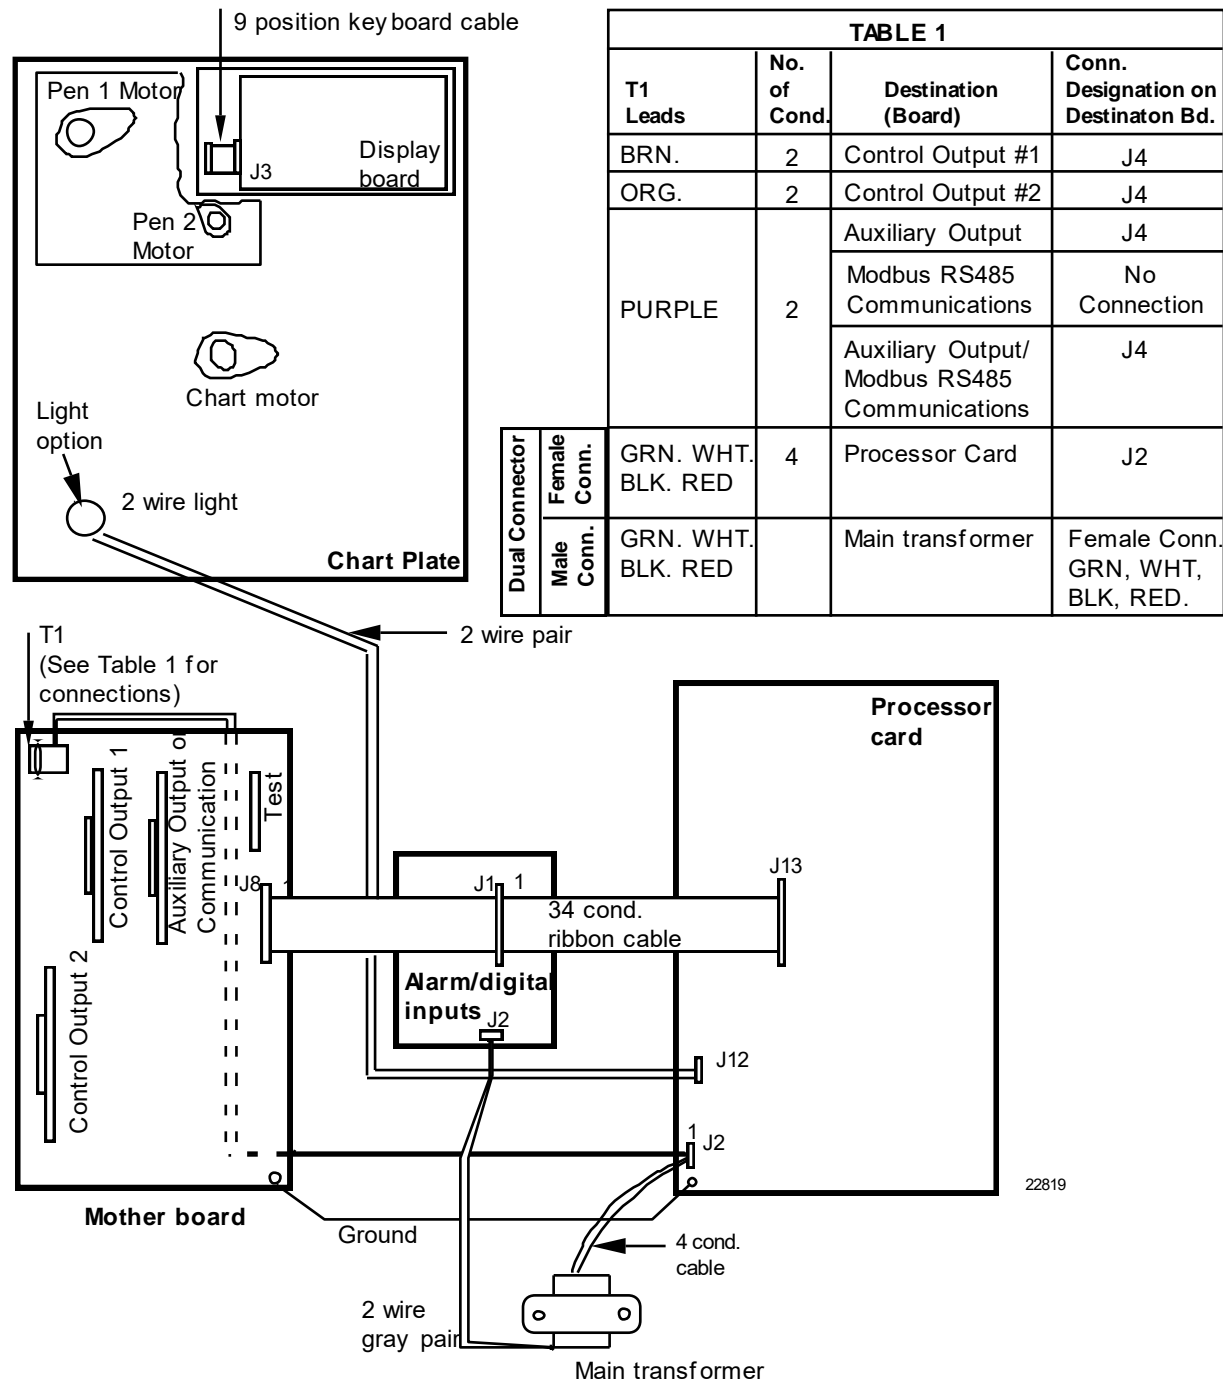 9 position keyboard cable
Pen 1 Motor
J3
Display
board
Pen 2
Motor
Chart motor
Light
option
2 wire light
Chart Plate
2 wire pair
TABLE 1
T1
Leads
No.
of
Cond.
Destination
(Board)
Conn.
Designation on
Destinaton Bd.
BRN.
2
Control Output #1
J4
ORG.
2
Control Output #2
J4
PURPLE
2
Auxiliary Output
J4
Modbus RS485
Communications
No
Connection
Auxiliary Output/
Modbus RS485
Communications
J4
Dual Connector
Female
Conn.
GRN. WHT.
BLK. RED
4
Processor Card
J2
Male
Conn.
GRN. WHT.
BLK. RED
Main transformer
Female Conn.
GRN, WHT,
BLK, RED.
T1
(See Table 1 for
connections)
Control Output 1
Auxiliary Output or
Communication
Test
Control Output 2
J8
1
Mother board
J1
1
34 cond.
ribbon cable
Alarm/digital
inputs
J2
Processor
card
J13
J12
1
J2
22819
Ground
4 cond.
cable
2 wire
gray pair
Main transformer